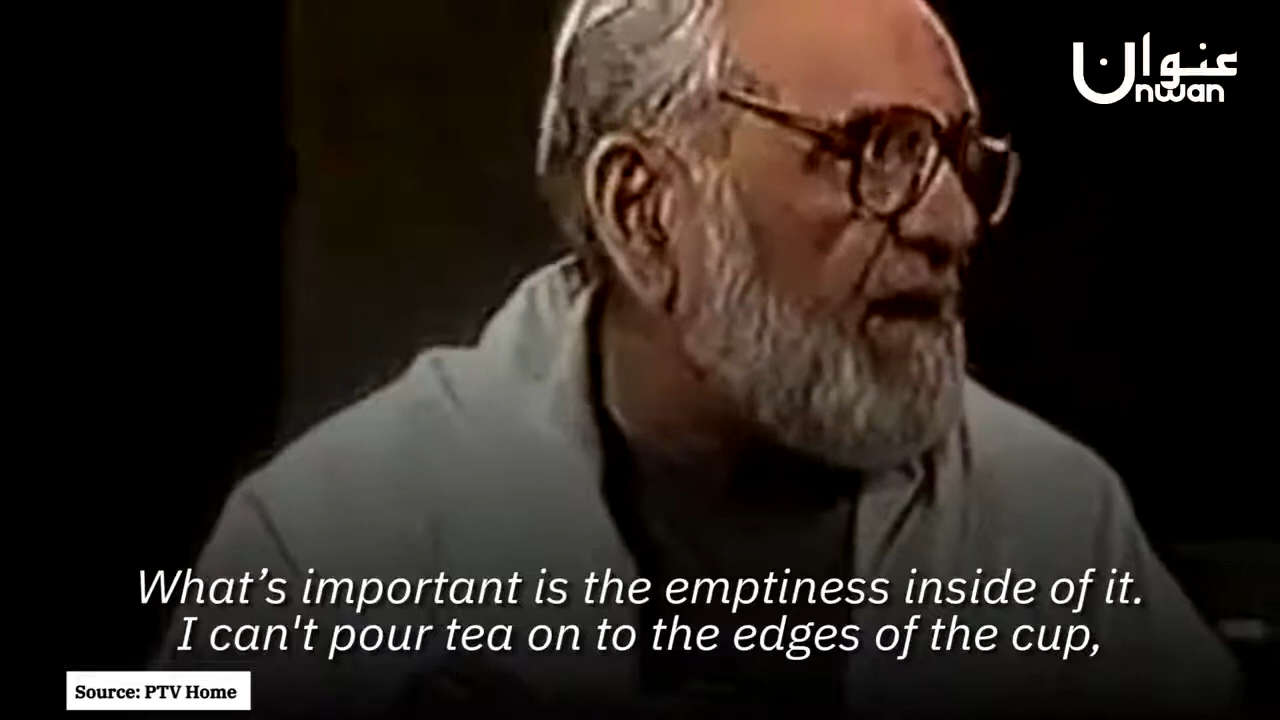 عنوان
Unwan
What’s important is the emptiness inside of it.
I can't pour tea on to the edges of the cup,
Source: PTV Home